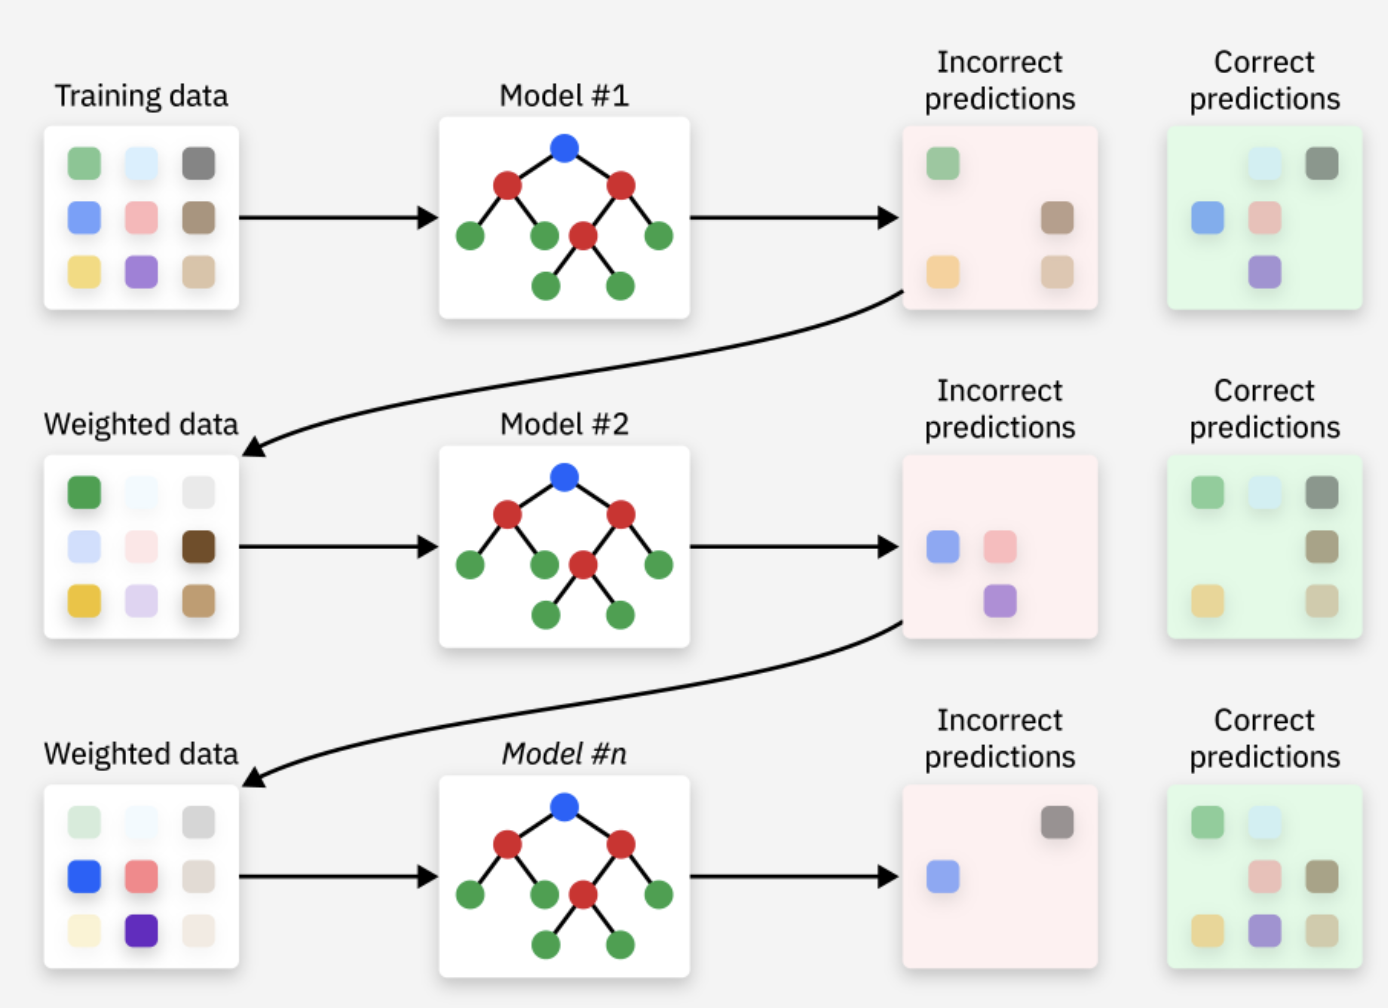 Training data
Model #1
Incorrect
predictions
Correct
predictions
Weighted data
Model #2
Incorrect
predictions
Correct
predictions
Weighted data
Model #n
Incorrect
predictions
Correct
predictions